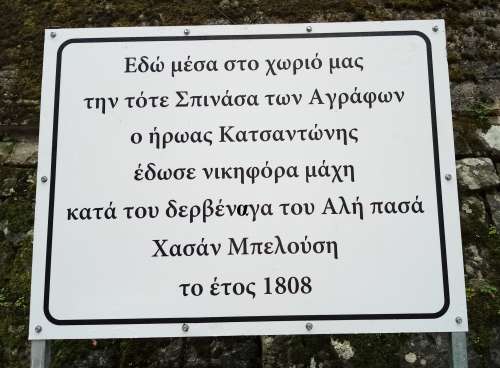 Εδώ μέσα στο χωριό μας
την τότε Σπινάσα των Αγράφων
ο ήρωας Κατσαντώνης
έδωσε νικηφόρα μάχη
κατά του δερβέναγα του Αλή πασά
Χασάν Μπελούση
το έτος 1808